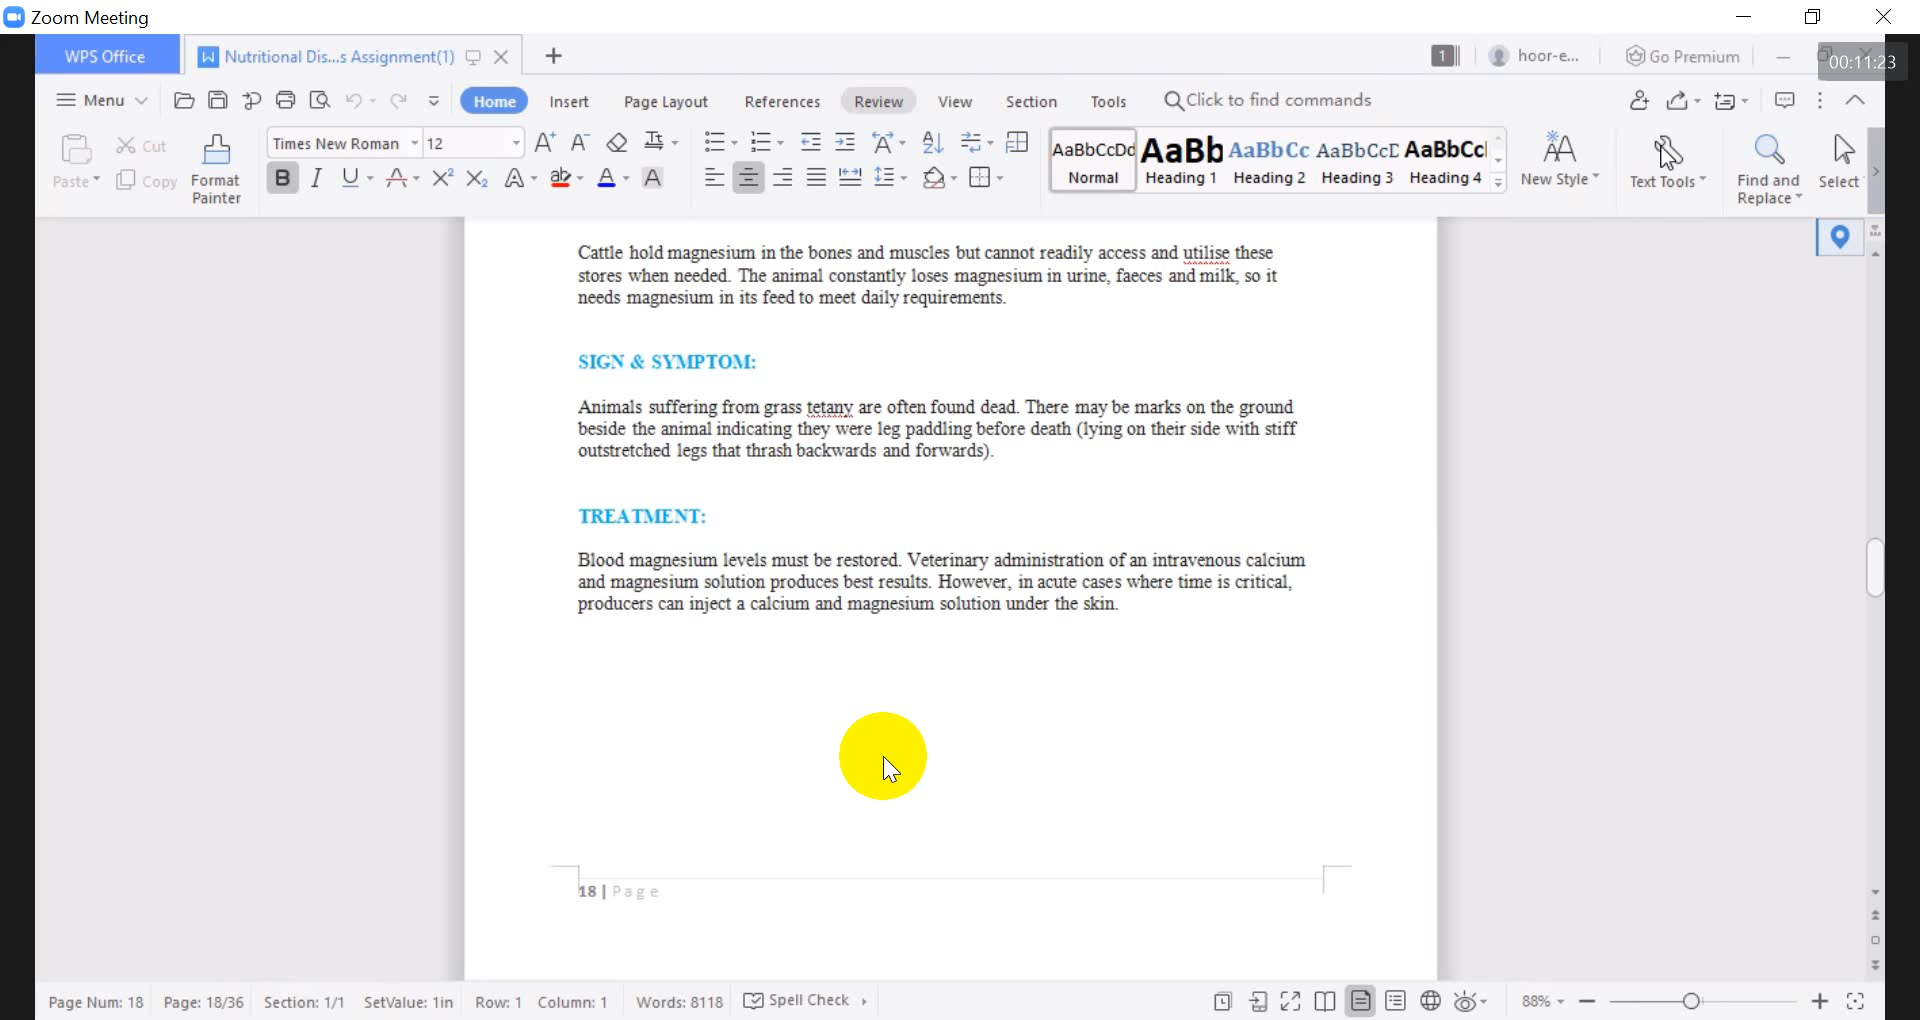 Zoom Meeting
WPS Office
Nutritional Dis...s Assignment(1)
1
hoor-e...
Go Premium
00:11:23
Menu
Home
Insert
Page Layout
References
Review
View
Section
Tools
Click to find commands
Paste
Cut
Copy
Format Painter
Times New Roman
12
AaBbCcDd Normal
AaBb Heading 1
AaBbCc Heading 2
AaBbCcD Heading 3
AaBbCc Heading 4
New Style
Text Tools
Find and Replace
Select
Cattle hold magnesium in the bones and muscles but cannot readily access and utilise these
stores when needed. The animal constantly loses magnesium in urine, faeces and milk, so it
needs magnesium in its feed to meet daily requirements.
SIGN & SYMPTOM:
Animals suffering from grass tetany are often found dead. There may be marks on the ground
beside the animal indicating they were leg paddling before death (lying on their side with stiff
outstretched legs that thrash backwards and forwards).
TREATMENT:
Blood magnesium levels must be restored. Veterinary administration of an intravenous calcium
and magnesium solution produces best results. However, in acute cases where time is critical,
producers can inject a calcium and magnesium solution under the skin.
18 | Page
Page Num: 18
Page: 18/36
Section: 1/1
SetValue: 1in
Row: 1
Column: 1
Words: 8118
Spell Check
88%